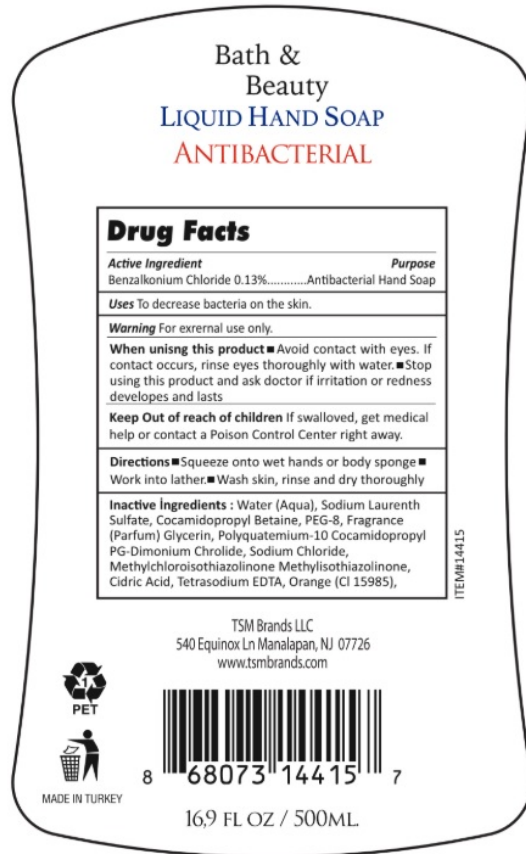 Bath &
Beauty
LIQUID HAND SOAP
ANTIBACTERIAL
Drug Facts
Active Ingredient Purpose
Benzalkonium Chloride 0.13%............Antibacterial Hand Soap
Uses To decrease bacteria on the skin.
Warning For exrernal use only.
When unisng this product ■ Avoid contact with eyes. If
contact occurs, rinse eyes thoroughly with water. ■ Stop
using this product and ask doctor if irritation or redness
developes and lasts
Keep Out of reach of children If swallowed, get medical
help or contact a Poison Control Center right away.
Directions ■ Squeeze onto wet hands or body sponge ■
Work into lather. ■ Wash skin, rinse and dry thoroughly
Inactive İngredients : Water (Aqua), Sodium Laurenth
Sulfate, Cocamidopropyl Betaine, PEG-8, Fragrance
(Parfum) Glycerin, Polyquatemium-10 Cocamidopropyl
PG-Dimonium Chrolide, Sodium Chloride,
Methylchloroisothiazolinone Methylisothiazolinone,
Cidric Acid, Tetrasodium EDTA, Orange (Cl 15985),
ITEM#14415
TSM Brands LLC
540 Equinox Ln Manalapan, NJ 07726
www.tsmbrands.com
1
PET
MADE IN TURKEY
8 68073 14415 7
16,9 FL OZ / 500ML.